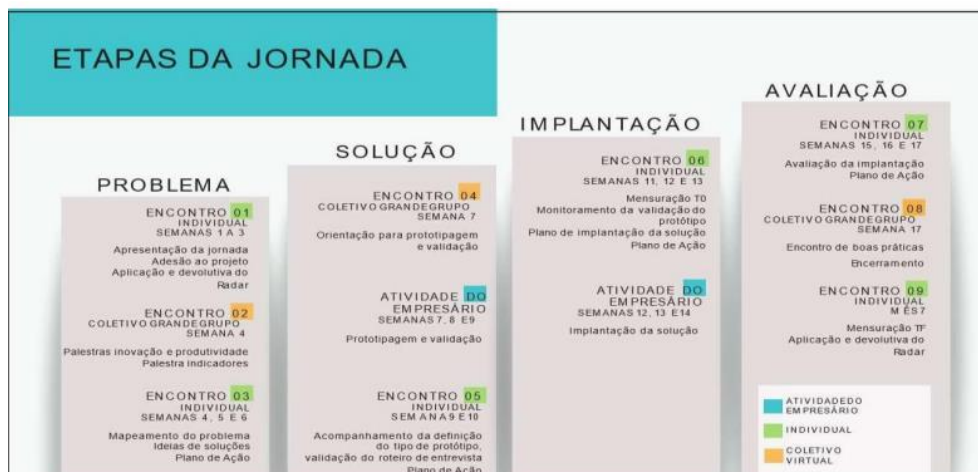 ETAPAS DA JORNADA
PROBLEMA
ENCONTRO 01
INDIVIDUAL
SEMANAS 1 A 3
Apresentação da jornada
Adesão ao projeto
Aplicação e devolutiva do
Radar
ENCONTRO 02
COLETIVO GRANDEGRUPO
SEMANA 4
Palestras inovação e produtividade
Palestra indicadores
ENCONTRO 03
INDIVIDUAL
SEMANAS 4, 5 E 6
Mapeamento do problema
Ideias de soluções
Plano de Ação
SOLUÇÃO
ENCONTRO 04
COLETIVO GRANDEGRUPO
SEMANA 7
Orientação para prototipagem
e validação
ATIVIDADE DO
EMPRESÁRIO
SEMANAS 7, 8 E9
Prototipagem e validação
ENCONTRO 05
INDIVIDUAL
SEMANA 9 E 10
Acompanhamento da definição
do tipo de protótipo,
validação do roteiro de entrevista
Plano de Ação
IMPLANTAÇÃO
ENCONTRO 06
INDIVIDUAL
SEMANAS 11, 12 E 13
Mensuração T0
Monitoramento da validação do
protótipo
Plano de implantação da solução
Plano de Ação
ATIVIDADE DO
EMPRESÁRIO
SEMANAS 12, 13 E14
Implantação da solução
AVALIAÇÃO
ENCONTRO 07
INDIVIDUAL
SEMANAS 15, 16 E 17
Avaliação da implantação
Plano de Ação
ENCONTRO 08
COLETIVO GRANDEGRUPO
SEMANA 17
Encontro de boas práticas
Encerramento
ENCONTRO 09
INDIVIDUAL
MÊS7
Mensuração TF
Aplicação e devolutiva do
Radar
ATIVIDADEDO
EMPRESÁRIO
INDIVIDUAL
COLETIVO
VIRTUAL